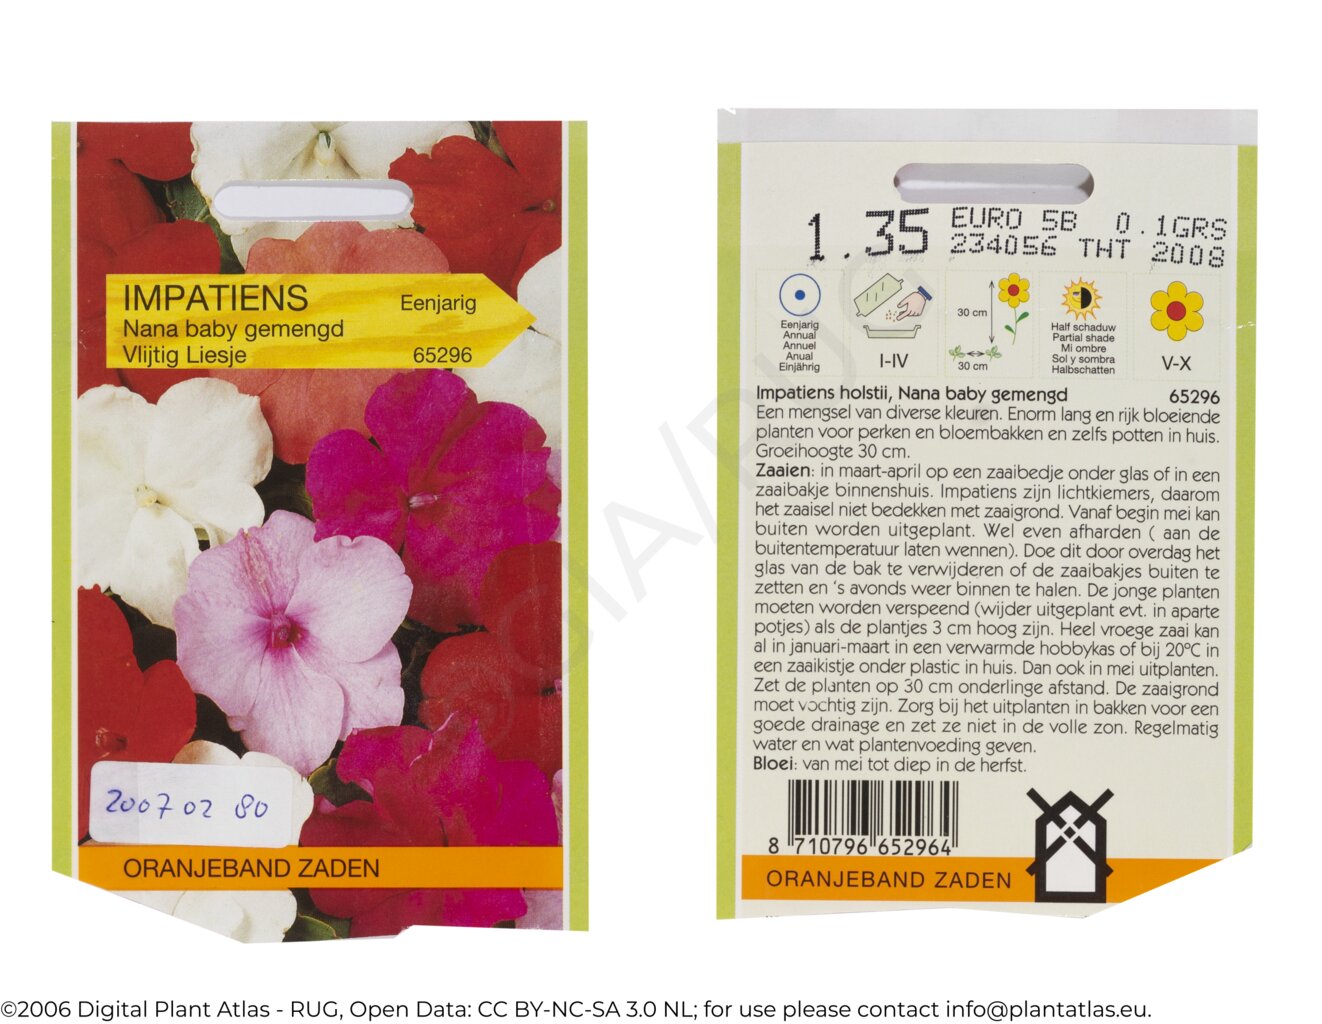 IMPATIENS
Eenjarig
Nana baby gemengd
Vlijtig Liesje
65296
2007 02 80
ORANJEBAND ZADEN
1.35
EURO 5B 0.1GRS
234056 THT 2008
Eenjarig
Annual
Annuel
Anual
Einjährig
I-IV
30 cm
30 cm
Half schaduw
Partial shade
Mi ombre
Sol y sombra
Halbschatten
V-X
Impatiens holstii, Nana baby gemengd 65296
Een mengsel van diverse kleuren. Enorm lang en rijk bloeiende
planten voor perken en bloembakken en zelfs potten in huis.
Groeihoogte 30 cm.
Zaaien: in maart-april op een zaaibedje onder glas of in een
zaaibakje binnenshuis. Impatiens zijn lichtkiemers, daarom
het zaaisel niet bedekken met zaaigrond. Vanaf begin mei kan
buiten worden uitgeplant. Wel even afharden ( aan de
buitentemperatuur laten wennen). Doe dit door overdag het
glas van de bak te verwijderen of de zaaibakjes buiten te
zetten en 's avonds weer binnen te halen. De jonge planten
moeten worden verspeend (wijder uitgeplant evt. in aparte
potjes) als de plantjes 3 cm hoog zijn. Heel vroege zaai kan
al in januari-maart in een verwarmde hobbykas of bij 20°C in
een zaaikistje onder plastic in huis. Dan ook in mei uitplanten.
Zet de planten op 30 cm onderlinge afstand. De zaaigrond
moet vochtig zijn. Zorg bij het uitplanten in bakken voor een
goede drainage en zet ze niet in de volle zon. Regelmatig
water en wat plantenvoeding geven.
Bloei: van mei tot diep in de herfst.
8 710796 652964
ORANJEBAND ZADEN
©GIA/RUG
©2006 Digital Plant Atlas - RUG, Open Data: CC BY-NC-SA 3.0 NL; for use please contact info@plantatlas.eu.